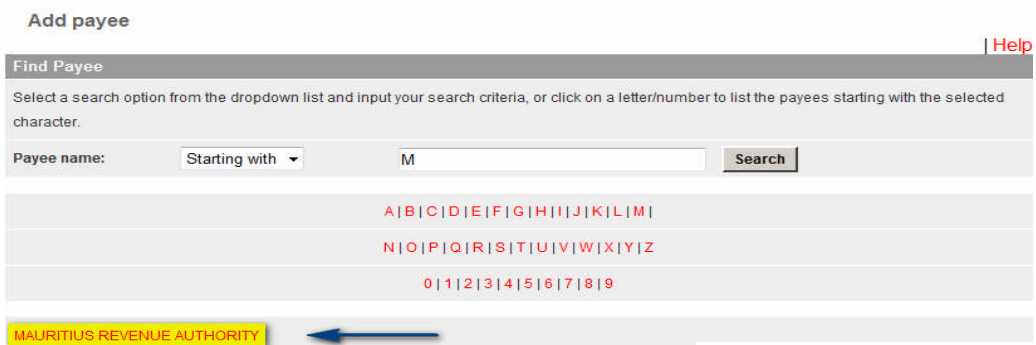 Add payee
| Help
Find Payee
Select a search option from the dropdown list and input your search criteria, or click on a letter/number to list the payees starting with the selected
character.
Payee name: Starting with M Search
A | B | C | D | E | F | G | H | I | J | K | L | M |
N | O | P | Q | R | S | T | U | V | W | X | Y | Z
0 | 1 | 2 | 3 | 4 | 5 | 6 | 7 | 8 | 9
MAURITIUS REVENUE AUTHORITY